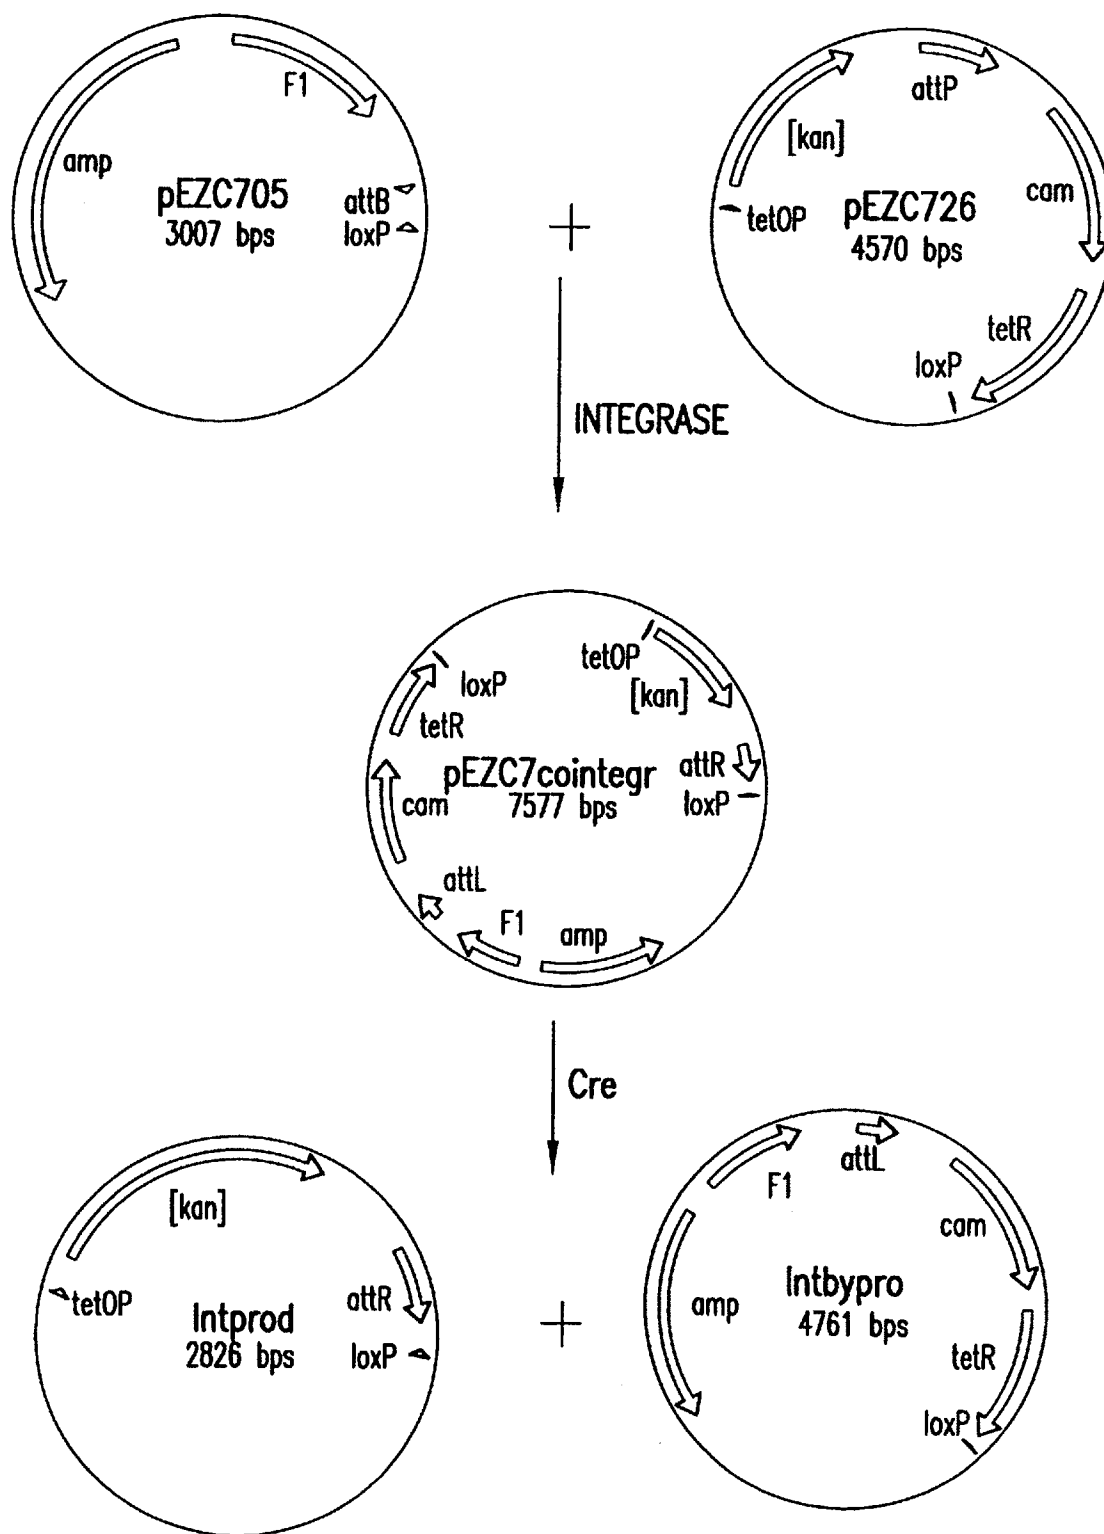 F1
amp
pEZC705
3007 bps
attB
loxP
+
attP
[kan]
cam
tetOP
pEZC726
4570 bps
tetR
loxP
INTEGRASE
tetOP
loxP
[kan]
tetR
pEZC7cointegr
7577 bps
attR
loxP
cam
attL
F1
amp
Cre
[kan]
tetOP
attR
Intprod
2826 bps
loxP
+
attL
F1
cam
amp
Intbypro
4761 bps
tetR
loxP